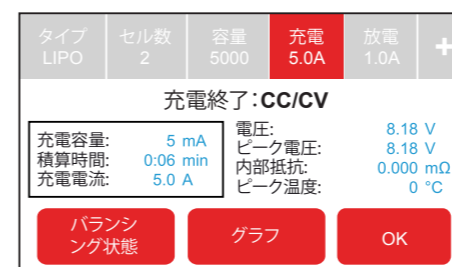 タイプ セル数 容量 充電 放電 +
LIPO 2 5000 5.0A 1.0A
充電終了:CC/CV
充電容量: 5 mA
積算時間: 0:06 min
充電電流: 5.0 A
電圧: 8.18 V
ピーク電圧: 8.18 V
内部抵抗: 0.000 mΩ
ピーク温度: 0 °C
バランシ
ング状態
グラフ
OK